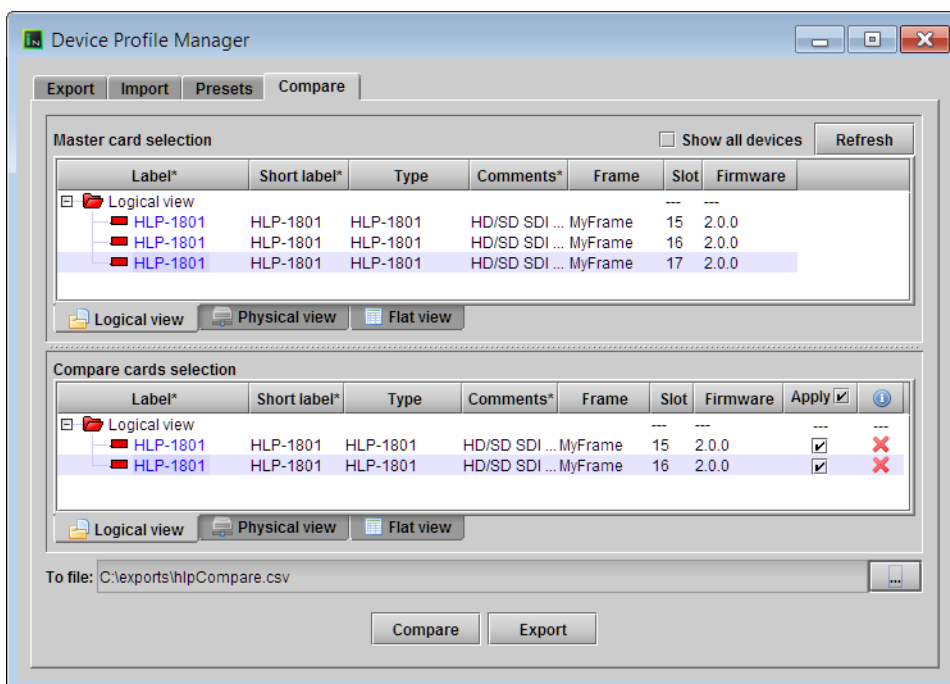 Device Profile Manager
Export Import Presets Compare
Master card selection Show all devices Refresh
Label* Short label* Type Comments* Frame Slot Firmware
Logical view --- ---
HLP-1801 HLP-1801 HLP-1801 HD/SD SDI ... MyFrame 15 2.0.0
HLP-1801 HLP-1801 HLP-1801 HD/SD SDI ... MyFrame 16 2.0.0
HLP-1801 HLP-1801 HLP-1801 HD/SD SDI ... MyFrame 17 2.0.0
Logical view Physical view Flat view
Compare cards selection
Label* Short label* Type Comments* Frame Slot Firmware Apply
Logical view --- --- --- ---
HLP-1801 HLP-1801 HLP-1801 HD/SD SDI ... MyFrame 15 2.0.0
HLP-1801 HLP-1801 HLP-1801 HD/SD SDI ... MyFrame 16 2.0.0
Logical view Physical view Flat view
To file: C:\exports\hlpCompare.csv ...
Compare Export